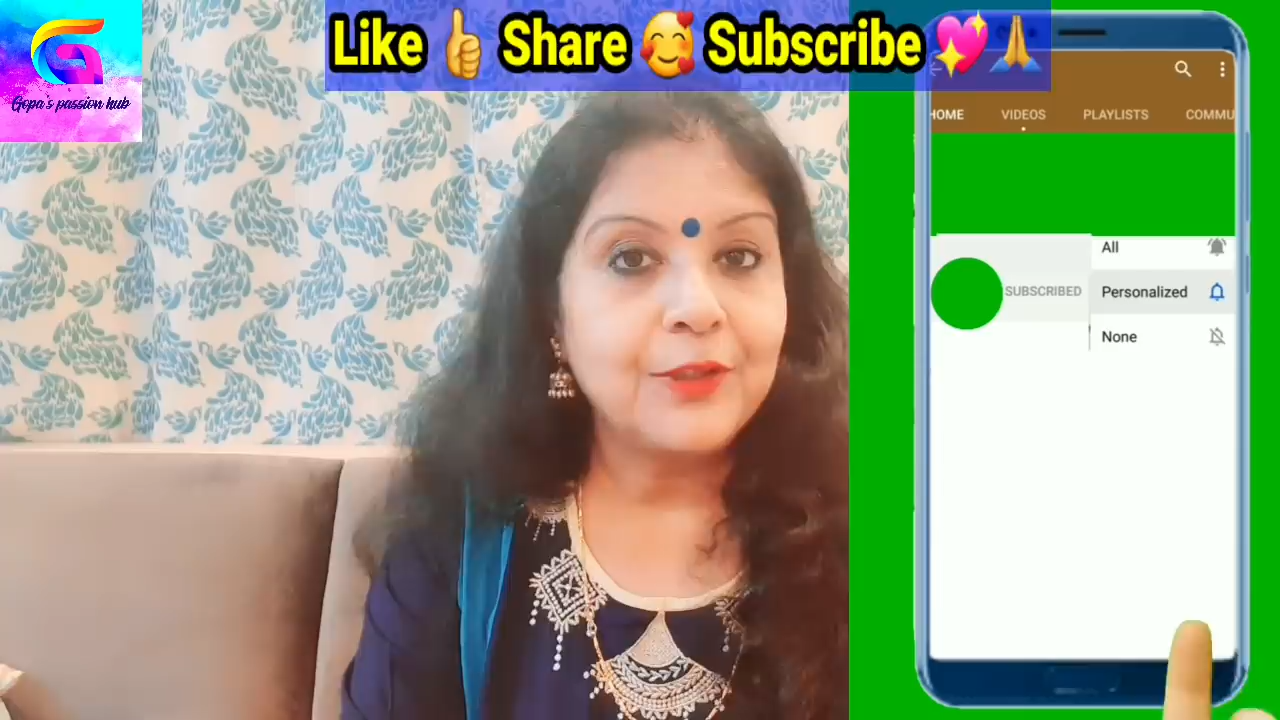 Like 👍 Share 🥰 Subscribe 💖🙏
Gopa's passion hub
HOME VIDEOS PLAYLISTS COMMU
All
SUBSCRIBED Personalized
None